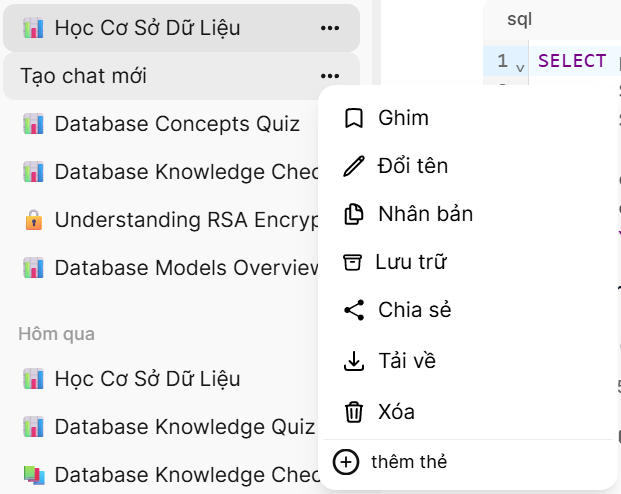 Học Cơ Sở Dữ Liệu
Tạo chat mới
Database Concepts Quiz
Database Knowledge Chec
Understanding RSA Encryp
Database Models Overview
Hôm qua
Học Cơ Sở Dữ Liệu
Database Knowledge Quiz
Database Knowledge Chec
Ghim
Đổi tên
Nhân bản
Lưu trữ
Chia sẻ
Tải về
Xóa
thêm thẻ
sql
1 SELECT